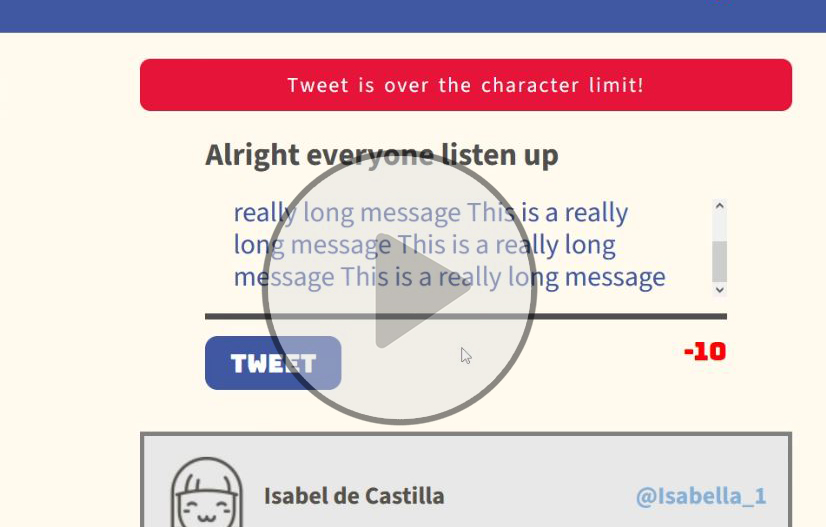 Tweet is over the character limit!
Alright everyone listen up
really long message This is a really
long message This is a really long
message This is a really long message
TWEET
-10
Isabel de Castilla
@Isabella_1